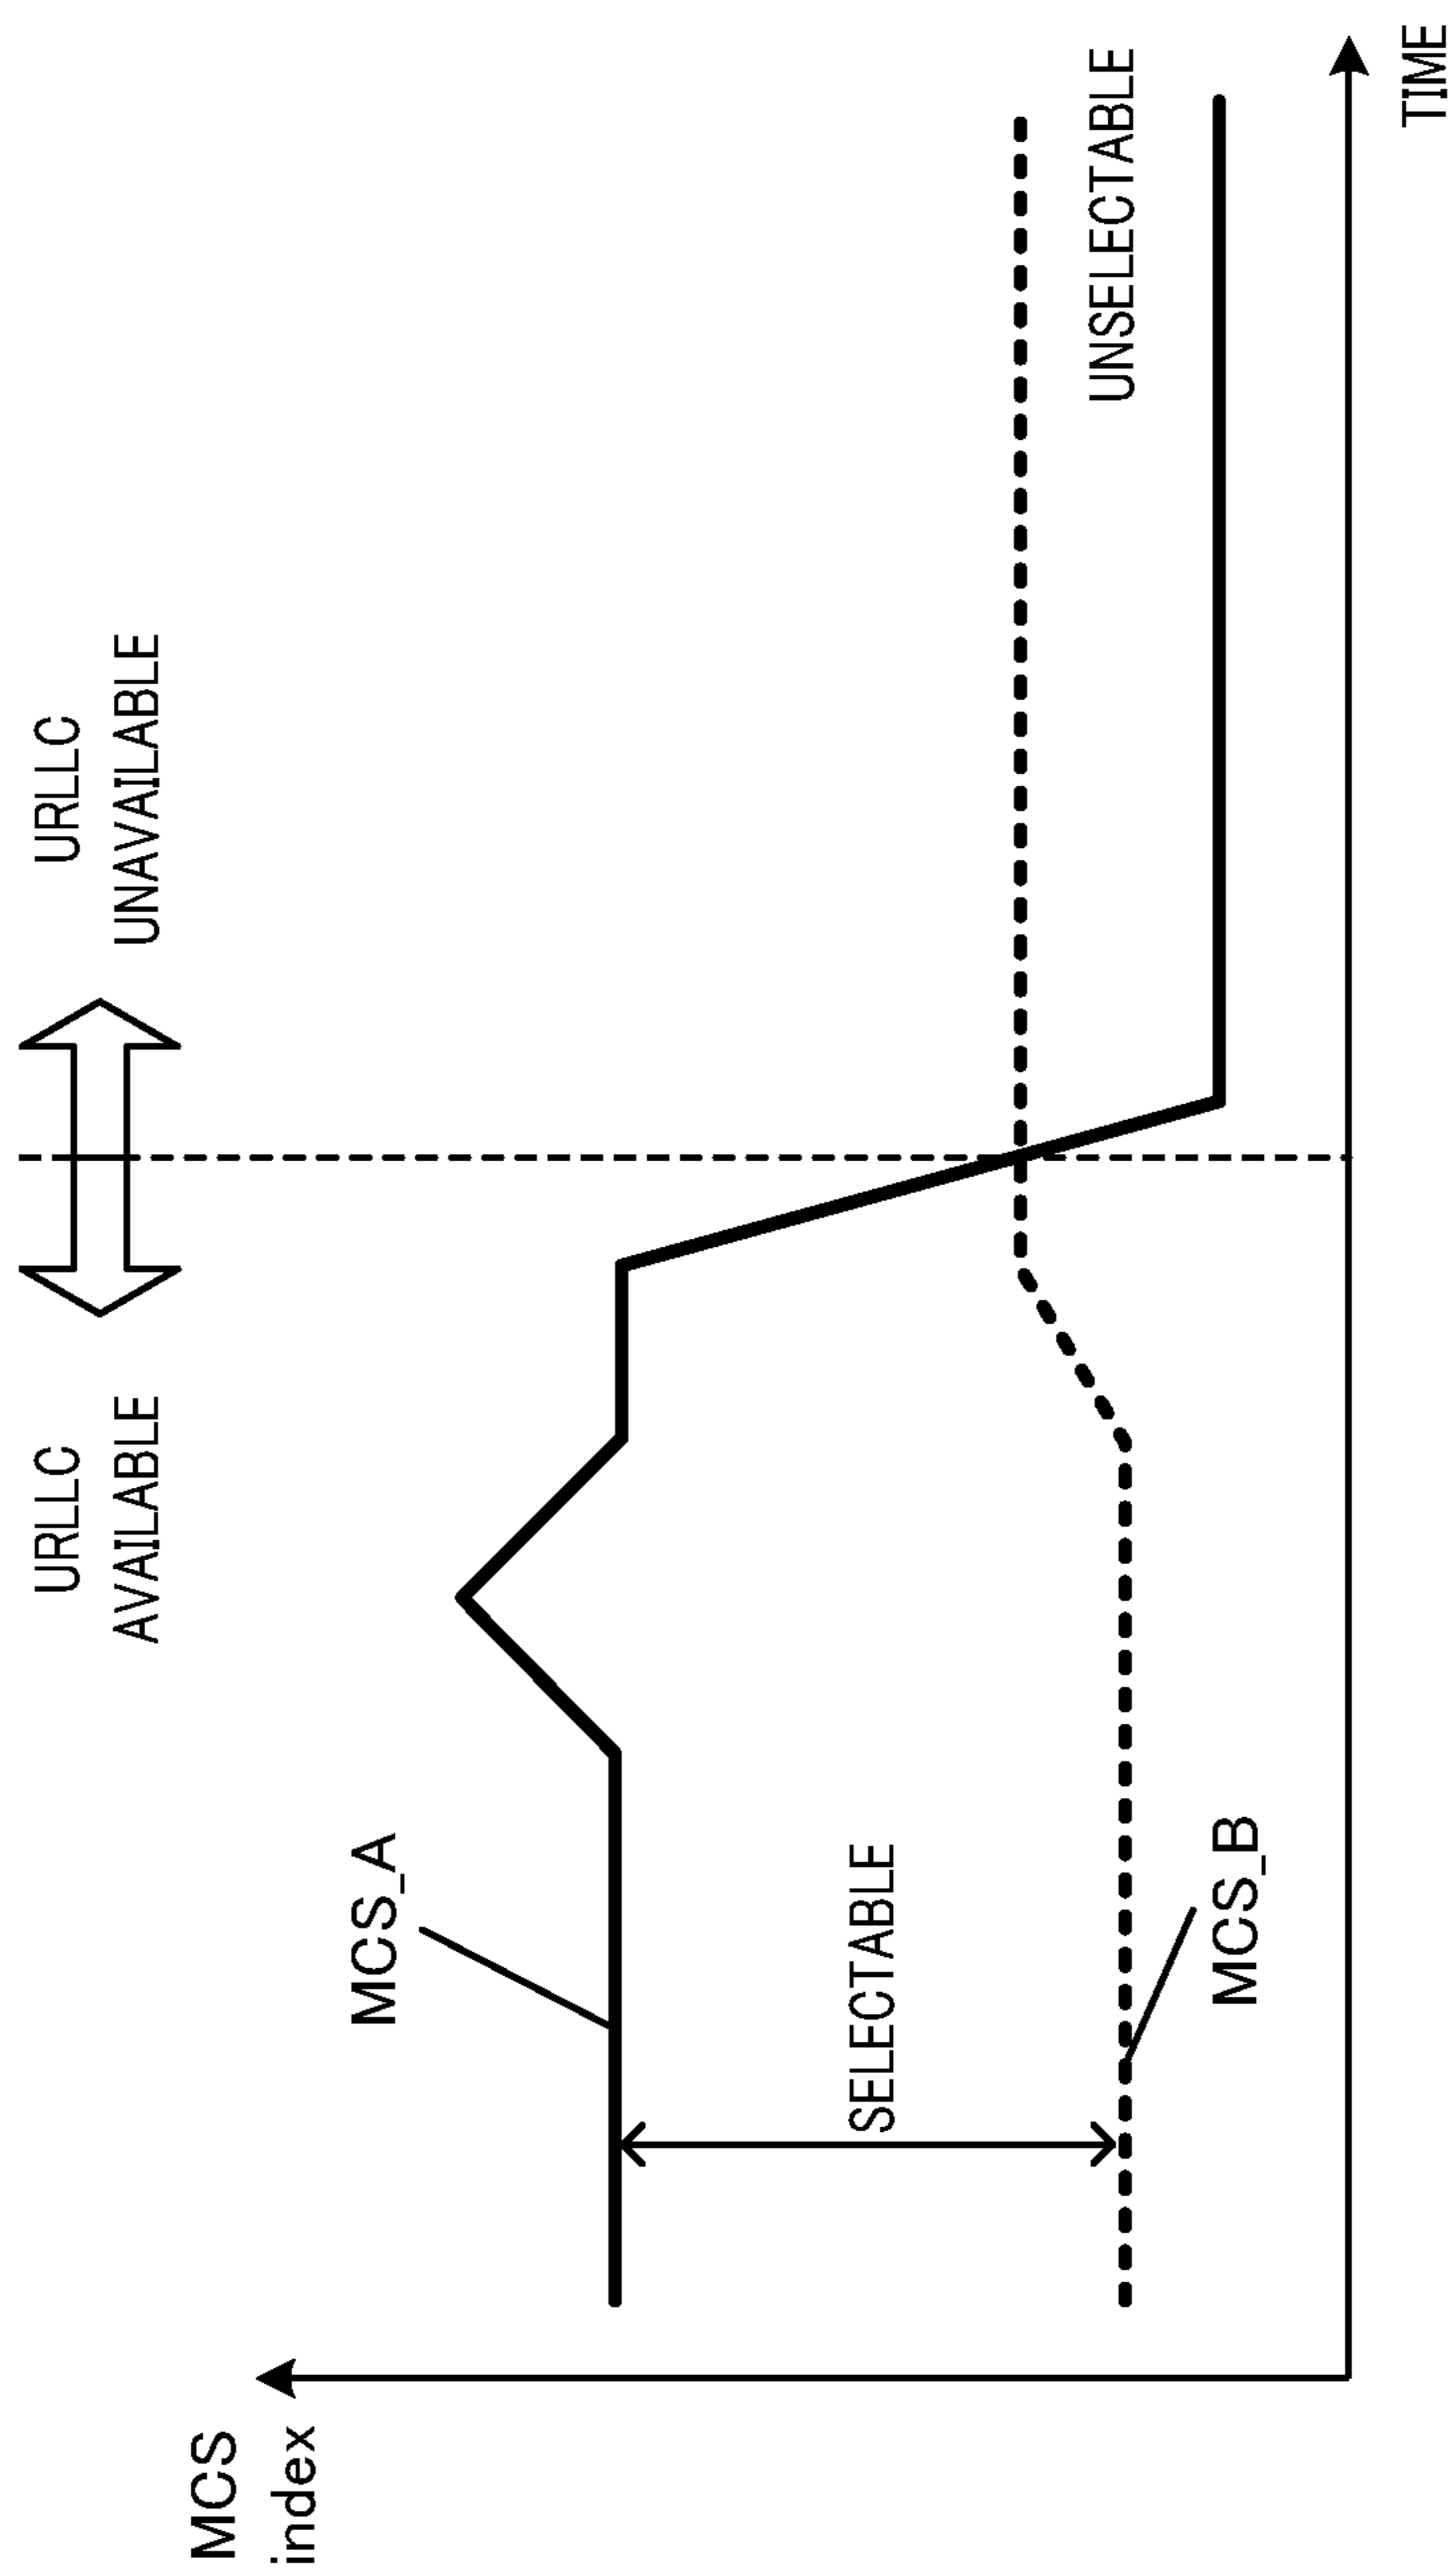 URLLC
AVAILABLE
URLLC
UNAVAILABLE
MCS
index
MCS_A
SELECTABLE
MCS_B
UNSELECTABLE
TIME